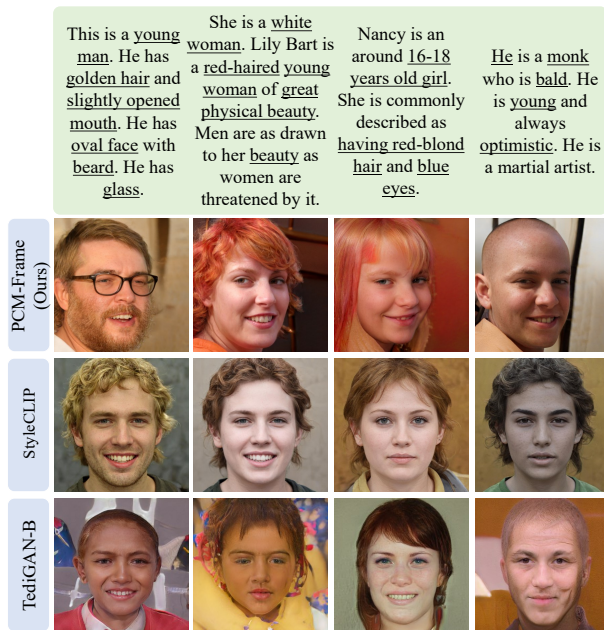 This is a young
man. He has
golden hair and
slightly opened
mouth. He has
oval face with
beard. He has
glass.
She is a white
woman. Lily Bart is
a red-haired young
woman of great
physical beauty.
Men are as drawn
to her beauty as
women are
threatened by it.
Nancy is an
around 16-18
years old girl.
She is commonly
described as
having red-blond
hair and blue
eyes.
He is a monk
who is bald. He
is young and
always
optimistic. He is
a martial artist.
PCM-Frame
(Ours)
StyleCLIP
TediGAN-B